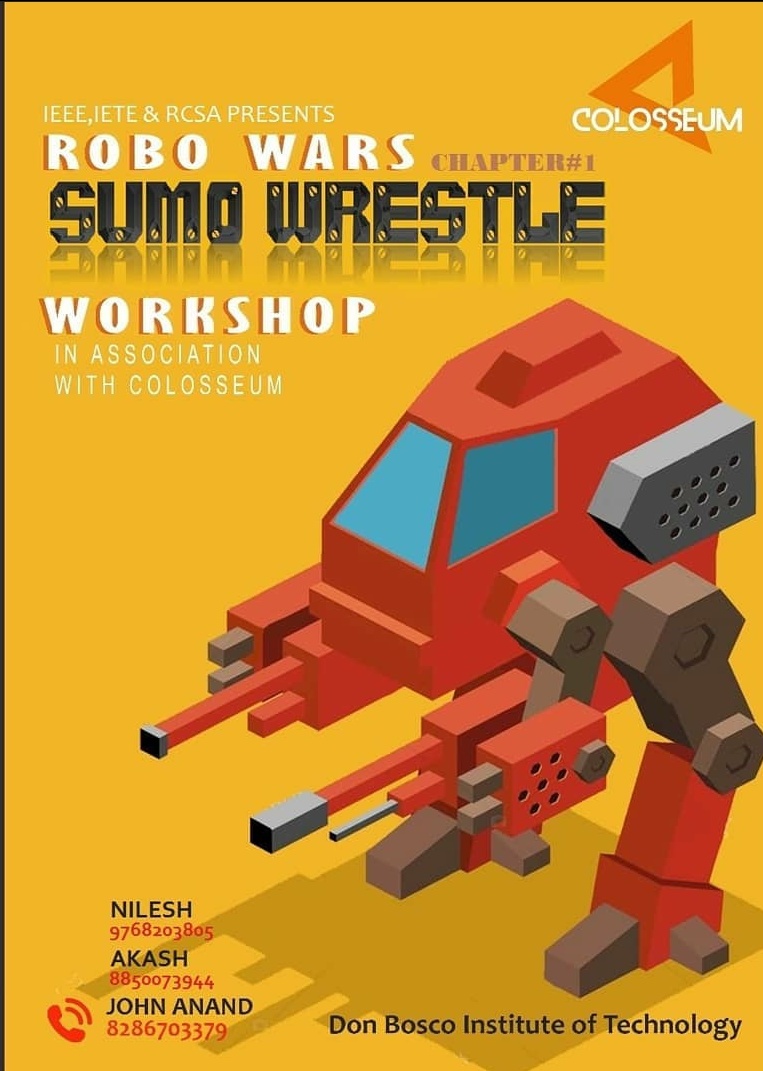 COLOSSEUM
IEEE,IETE & RCSA PRESENTS
ROBO WARS CHAPTER#1
SUMO WRESTLE
WORKSHOP
IN ASSOCIATION
WITH COLOSSEUM
NILESH
9768203805
AKASH
8850073944
JOHN ANAND
8286703379
Don Bosco Institute of Technology